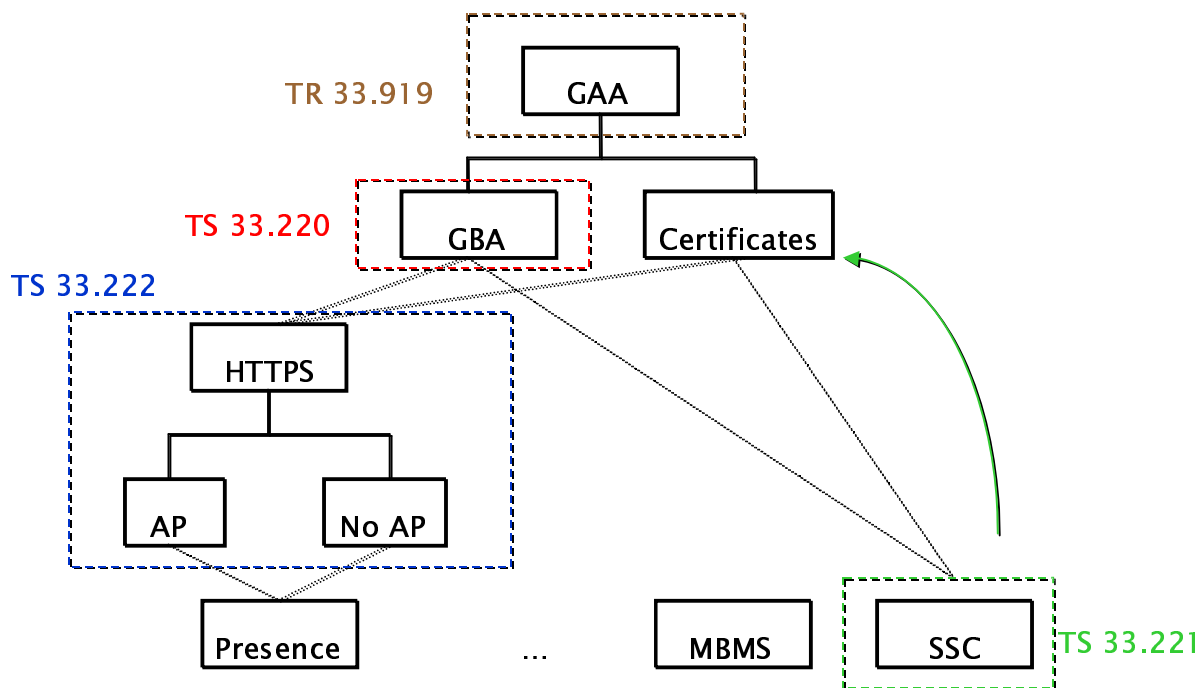 GAA
TR 33.919
TS 33.220
GBA
Certificates
TS 33.222
HTTPS
AP
No AP
Presence
...
MBMS
SSC
TS 33.221